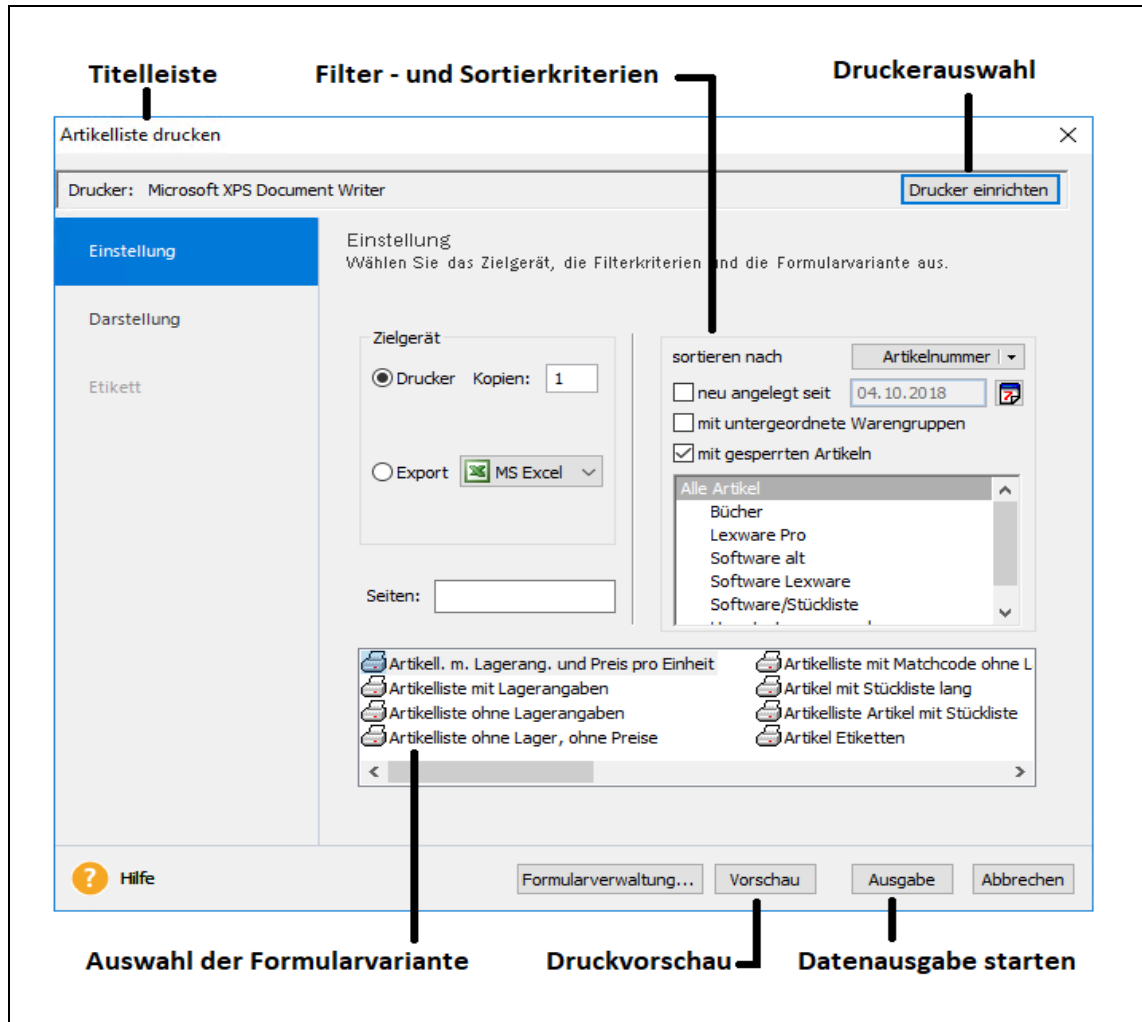 Titelleiste
Filter - und Sortierkriterien
Druckerauswahl
Artikelliste drucken
Drucker: Microsoft XPS Document Writer
Drucker einrichten
Einstellung
Darstellung
Etikett
Einstellung
Wählen Sie das Zielgerät, die Filterkriterien und die Formularvariante aus.
Zielgerät
Drucker Kopien: 1
Export MS Excel
Seiten:
sortieren nach Artikelnummer
neu angelegt seit 04.10.2018
mit untergeordnete Warengruppen
mit gesperrten Artikeln
Alle Artikel
Bücher
Lexware Pro
Software alt
Software Lexware
Software/Stückliste
Artikell. m. Lagerang. und Preis pro Einheit
Artikelliste mit Lagerangaben
Artikelliste ohne Lagerangaben
Artikelliste ohne Lager, ohne Preise
Artikelliste mit Matchcode ohne L
Artikel mit Stückliste lang
Artikelliste Artikel mit Stückliste
Artikel Etiketten
? Hilfe
Formularverwaltung...
Vorschau
Ausgabe
Abbrechen
Auswahl der Formularvariante
Druckvorschau
Datenausgabe starten